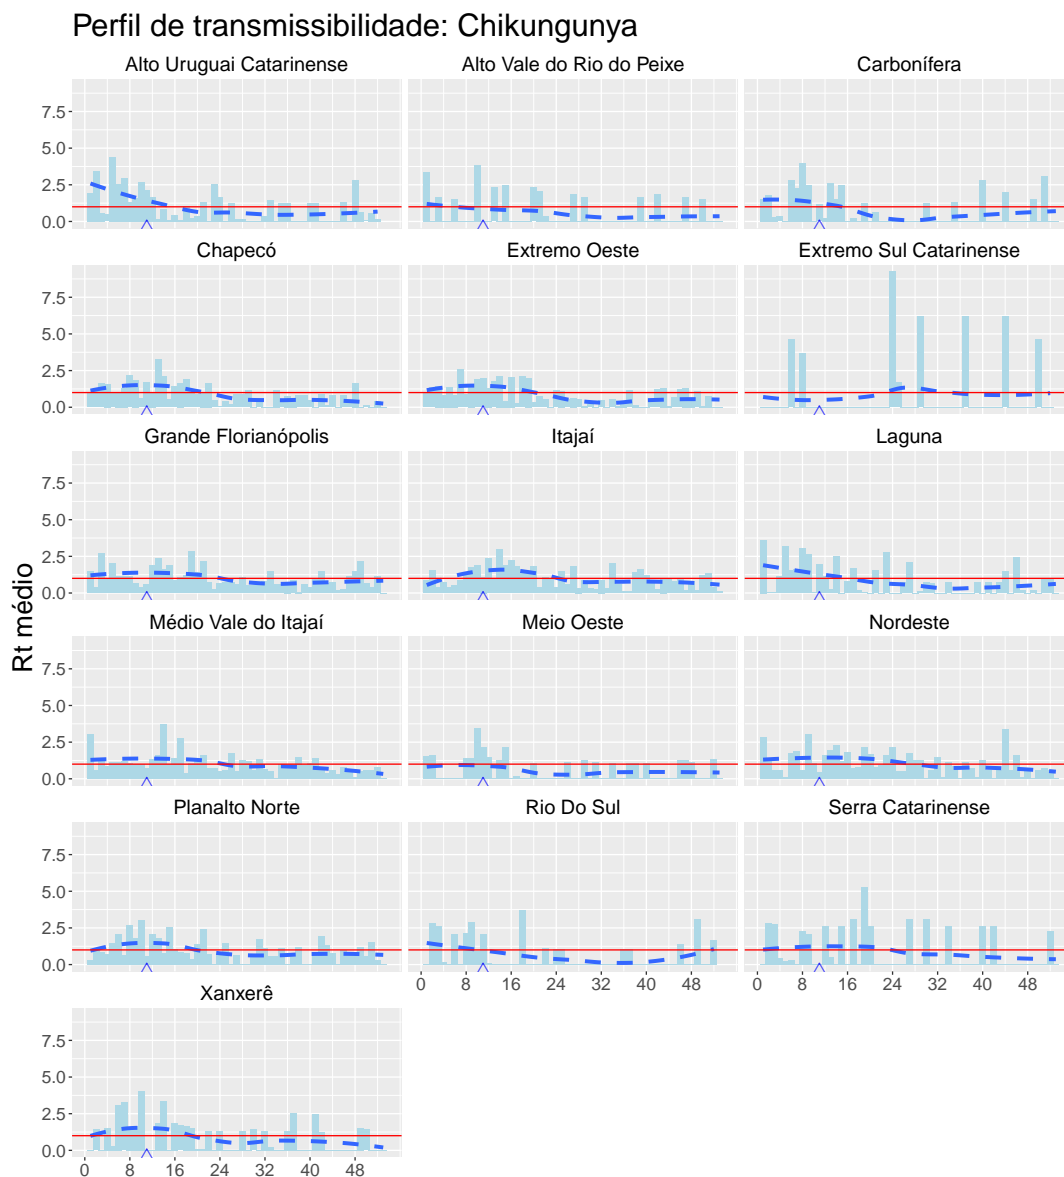 Perfil de transmissibilidade: Chikungunya
Alto Uruguai Catarinense
Alto Vale do Rio do Peixe
Carbonífera
7.5
5.0
2.5
0.0
Chapecó
Extremo Oeste
Extremo Sul Catarinense
7.5
5.0
2.5
0.0
Grande Florianópolis
Itajaí
Laguna
7.5
5.0
2.5
0.0
Rt médio
Médio Vale do Itajaí
Meio Oeste
Nordeste
7.5
5.0
2.5
0.0
Planalto Norte
Rio Do Sul
Serra Catarinense
7.5
5.0
2.5
0.0
0 8 16 24 32 40 48
0 8 16 24 32 40 48
Xanxerê
7.5
5.0
2.5
0.0
0 8 16 24 32 40 48